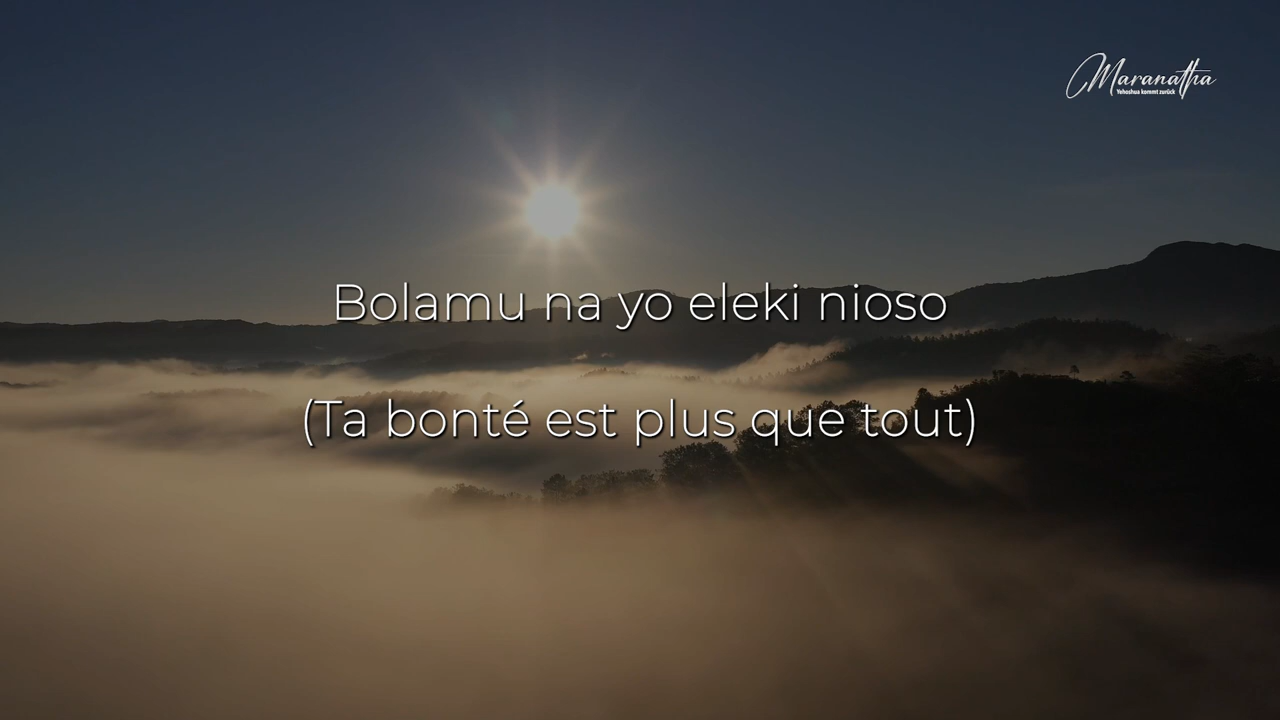 Maranatha
Yehoshua kommt zurück
Bolamu na yo eleki nioso
(Ta bonté est plus que tout)